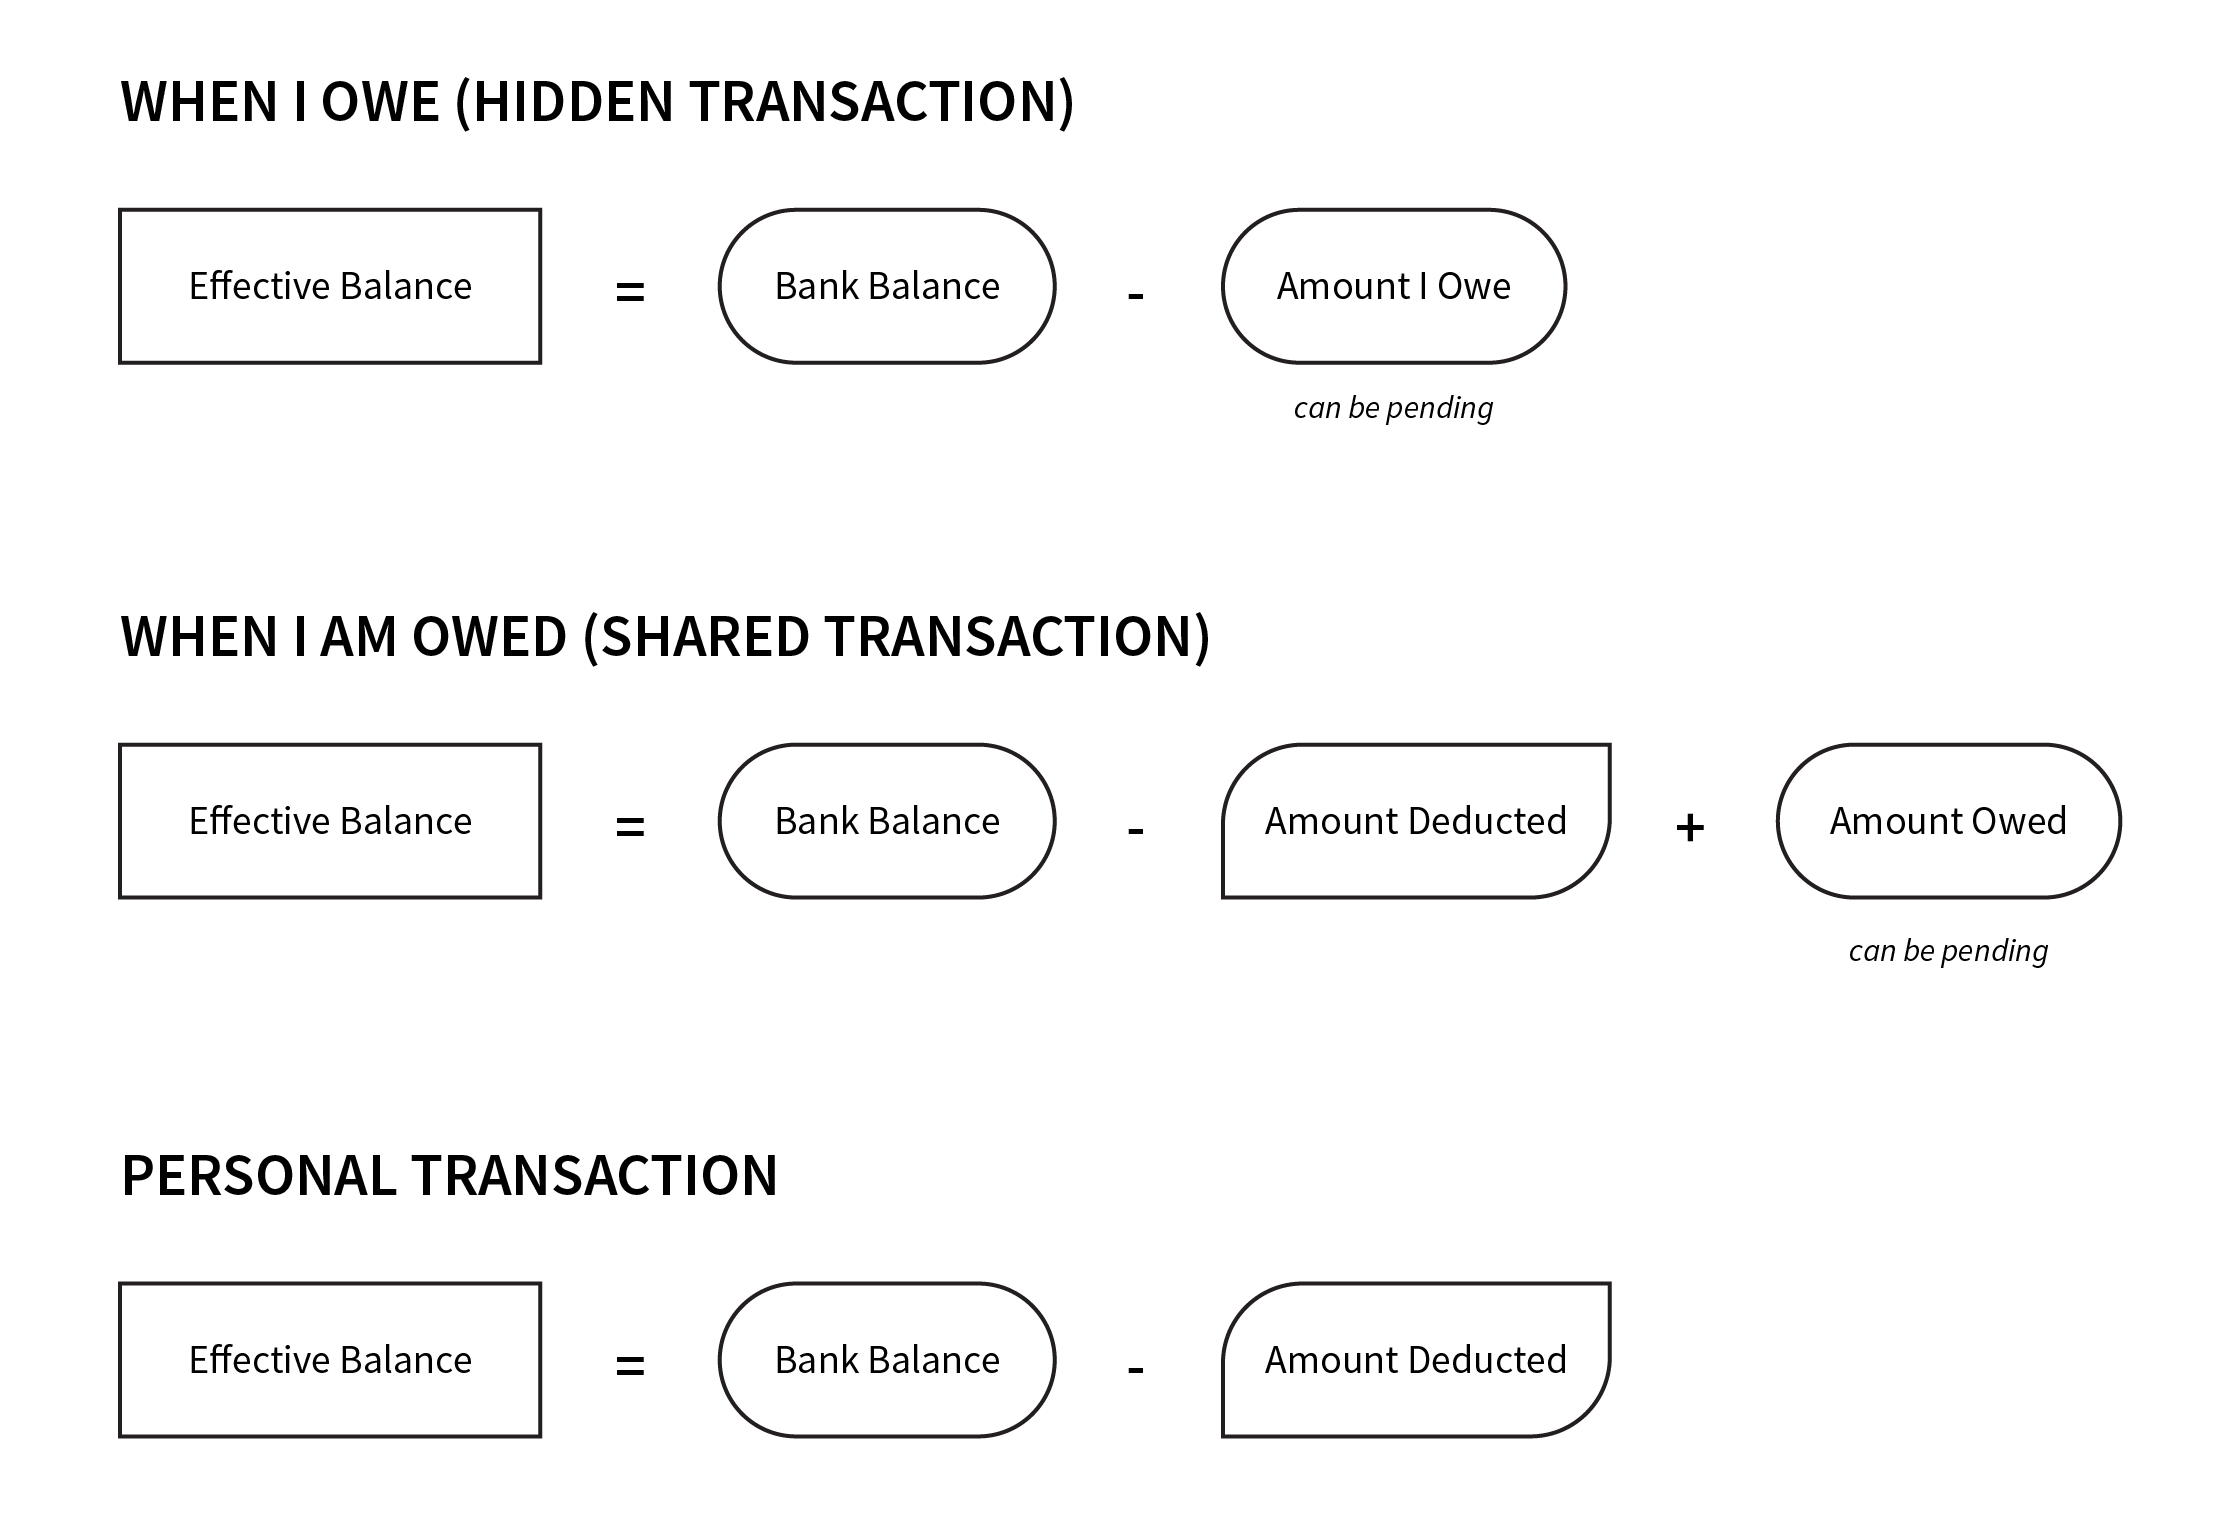 WHEN I OWE (HIDDEN TRANSACTION)
Effective Balance = Bank Balance - Amount I Owe
can be pending
WHEN I AM OWED (SHARED TRANSACTION)
Effective Balance = Bank Balance - Amount Deducted + Amount Owed
can be pending
PERSONAL TRANSACTION
Effective Balance = Bank Balance - Amount Deducted